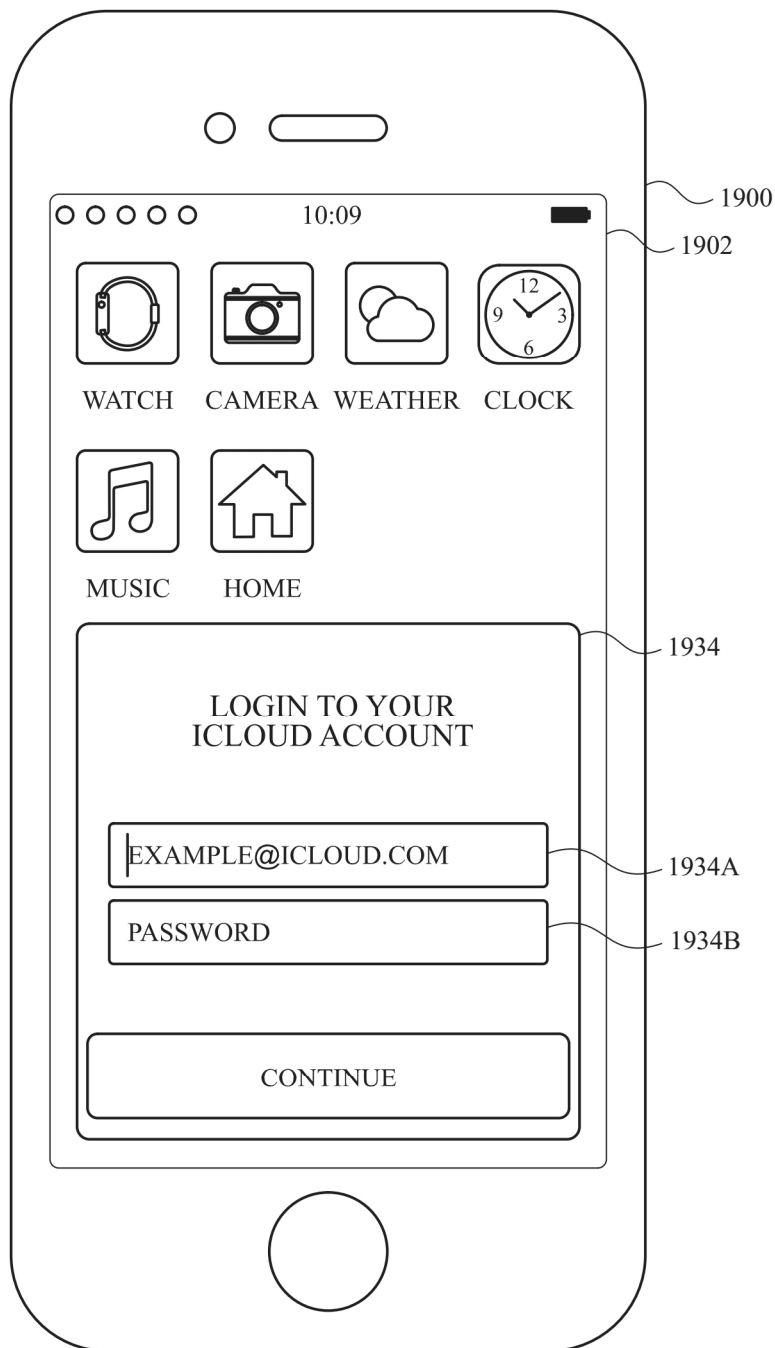 10:09
1900
1902
12
9 3
6
WATCH CAMERA WEATHER CLOCK
MUSIC HOME
1934
LOGIN TO YOUR
ICLOUD ACCOUNT
EXAMPLE@ICLOUD.COM
1934A
PASSWORD
1934B
CONTINUE